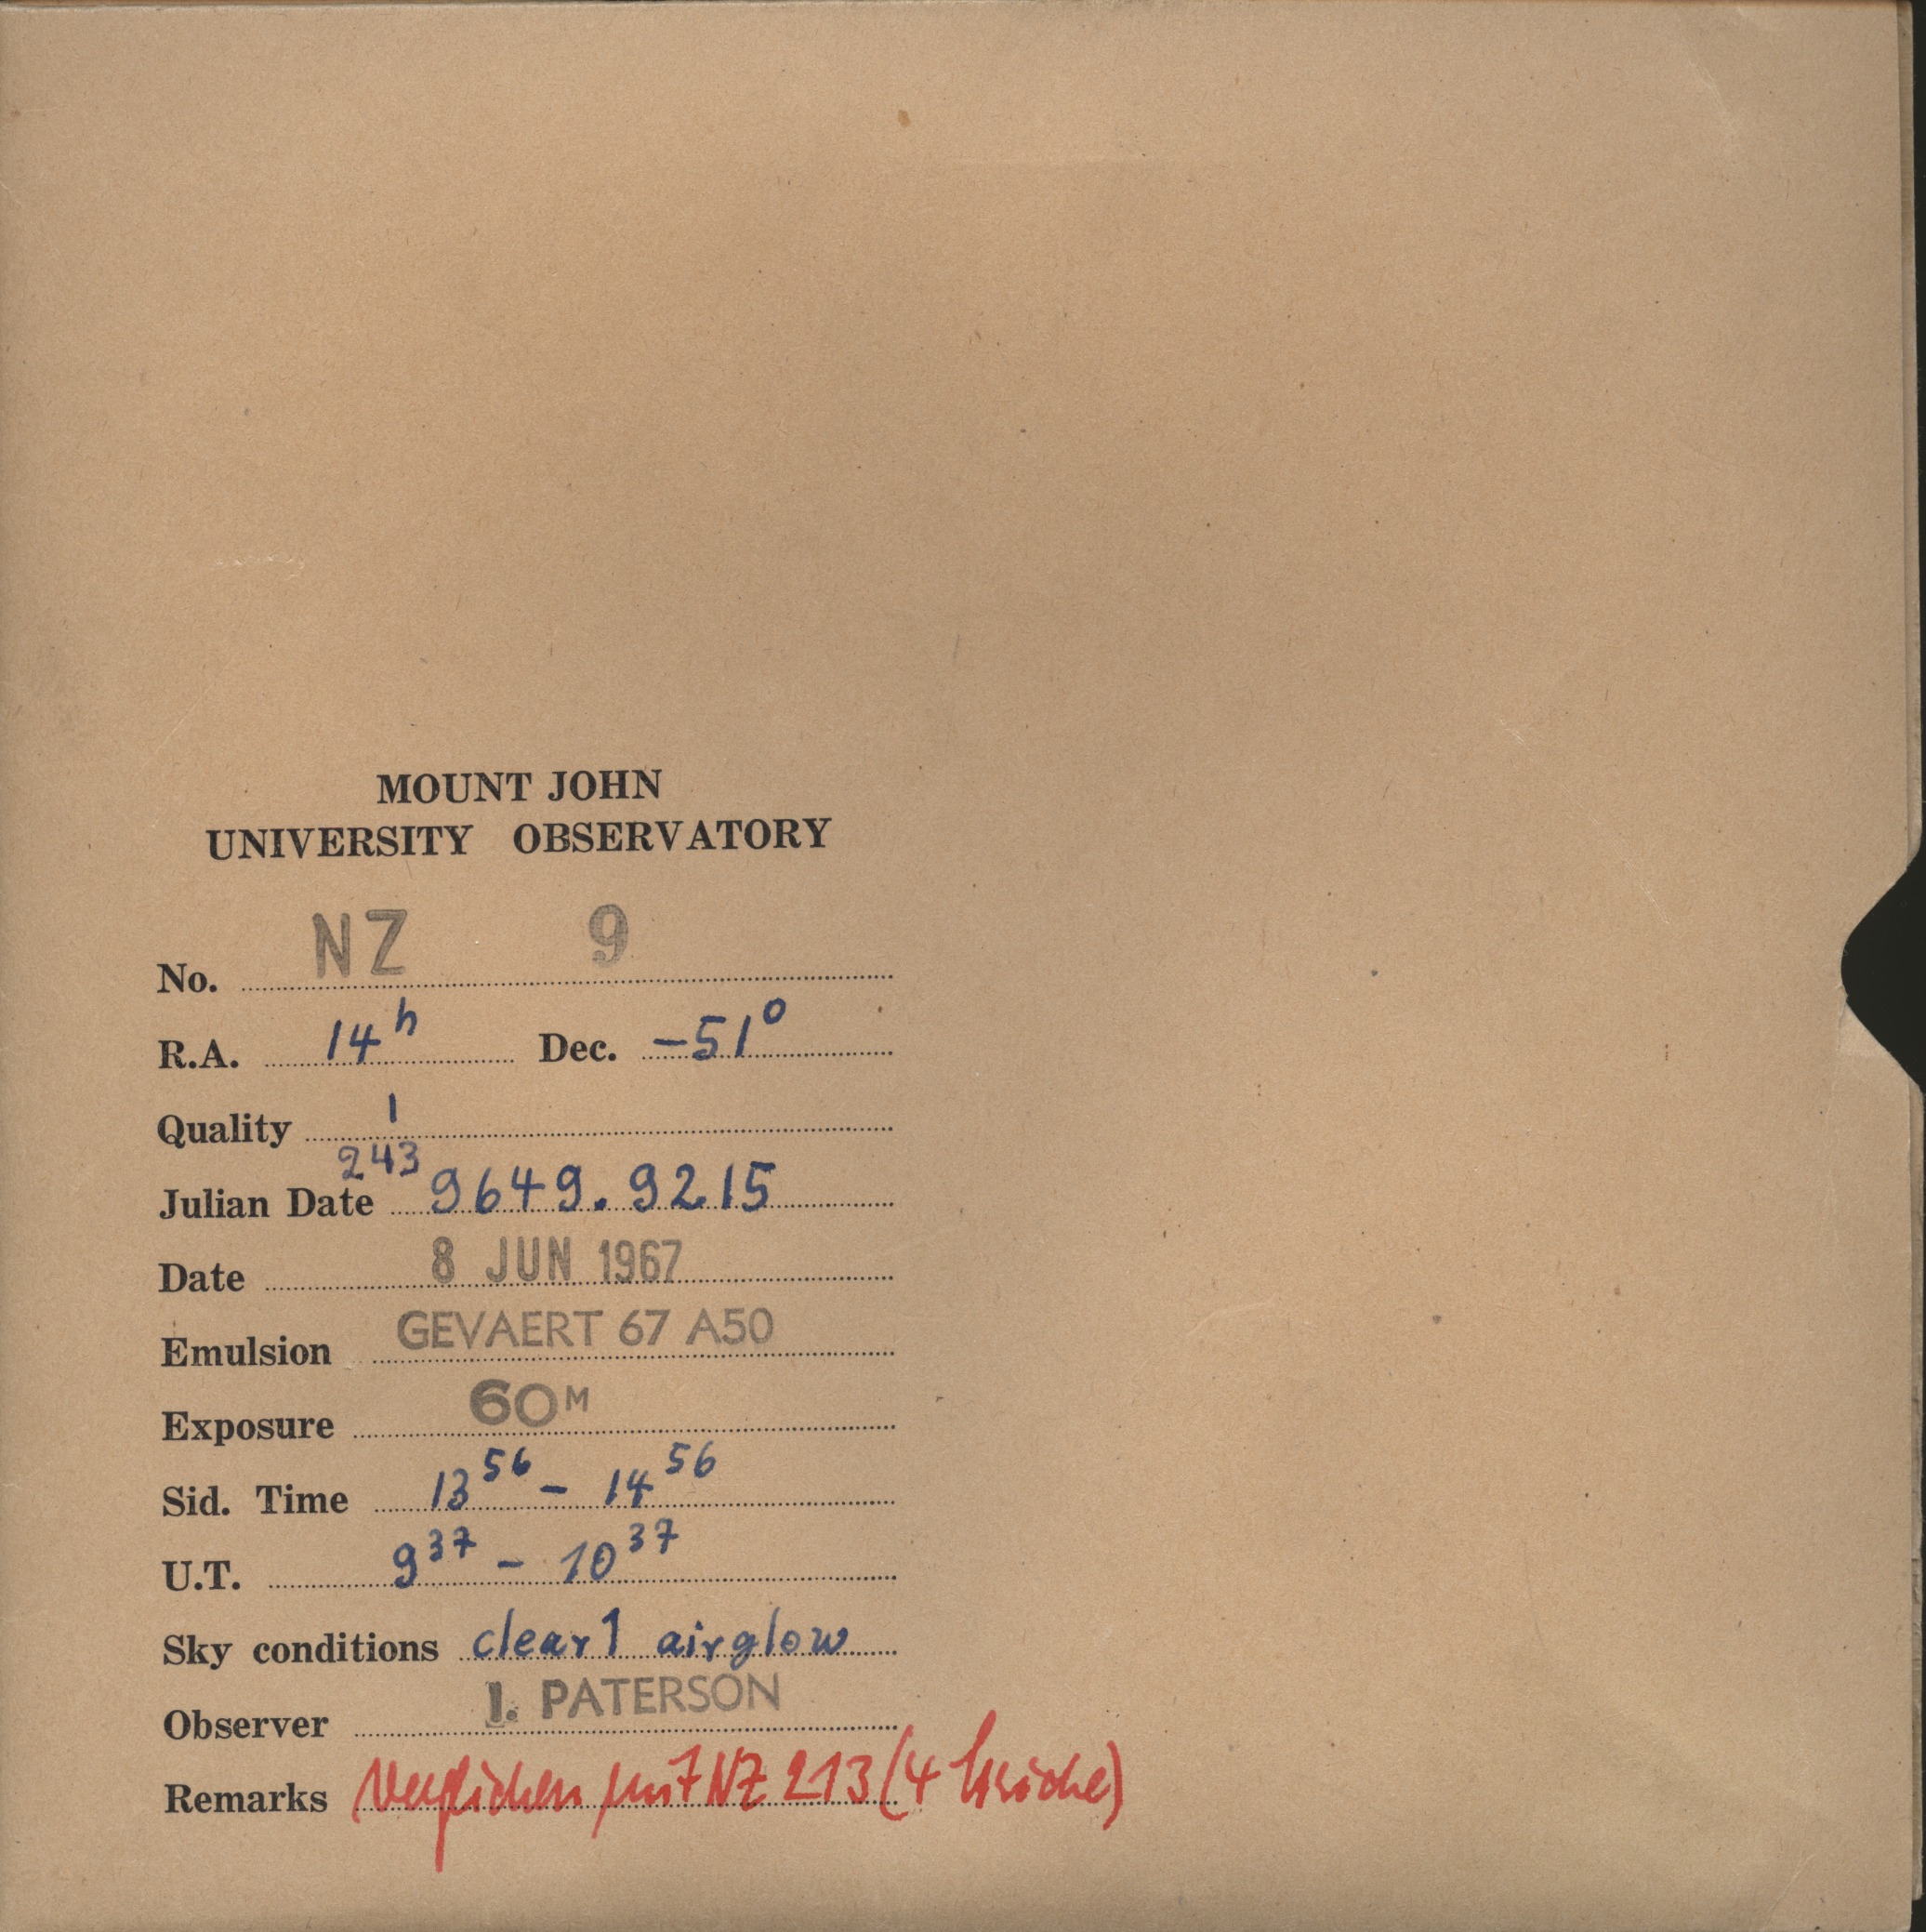 MOUNT JOHN
UNIVERSITY OBSERVATORY
No. NZ 9
R.A. 14h Dec. -51°
Quality 1
243
Julian Date 9649.9215
Date 8 JUN 1967
Emulsion GEVAERT 67 A50
Exposure 60M
Sid. Time 13 56 - 14 56
U.T. 9 37 - 10 37
Sky conditions clear 1 airglow
Observer I. PATERSON
Remarks Verglichen mit NZ 213 (4 Striche)